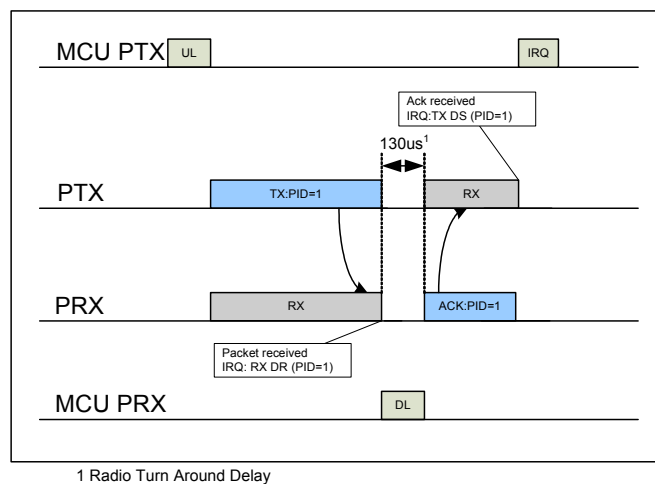 MCU PTX
UL
IRQ
Ack received
IRQ:TX DS (PID=1)
130us1
PTX
TX:PID=1
RX
PRX
RX
ACK:PID=1
Packet received
IRQ: RX DR (PID=1)
MCU PRX
DL
1 Radio Turn Around Delay